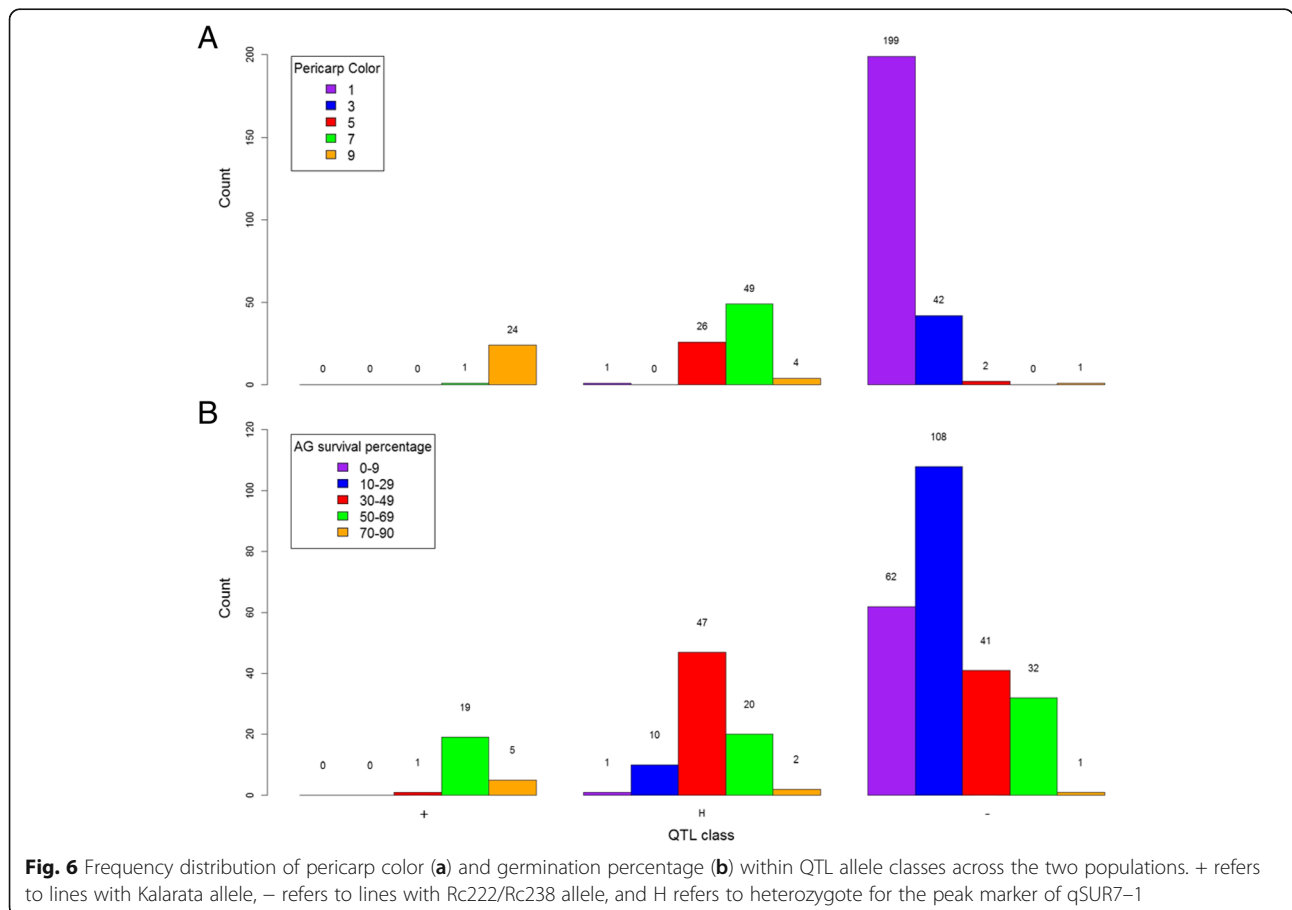 A
Pericarp Color
1
3
5
7
9
Count
200
150
100
50
0
0 0 0 1 24
1 0 26 49 4
199 42 2 0 1
B
AG survival percentage
0-9
10-29
30-49
50-69
70-90
Count
120
100
80
60
40
20
0
0 0 1 19 5
1 10 47 20 2
62 108 41 32 1
+ H -
QTL class
Fig. 6 Frequency distribution of pericarp color (a) and germination percentage (b) within QTL allele classes across the two populations. + refers
to lines with Kalarata allele, − refers to lines with Rc222/Rc238 allele, and H refers to heterozygote for the peak marker of qSUR7–1